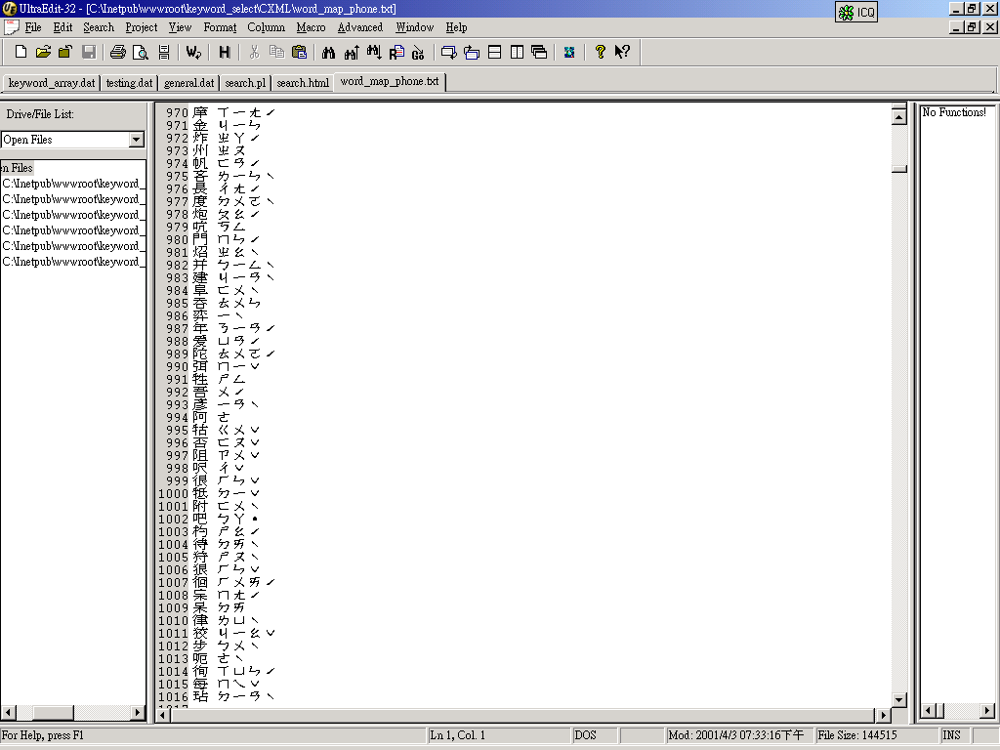 UltraEdit-32 - [C:\Inetpub\wwwroot\keyword_select\CXML\word_map_phone.txt]
ICQ
File Edit Search Project View Format Column Macro Advanced Window Help
keyword_array.dat testing.dat general.dat search.pl search.html word_map_phone.txt
Drive/File List:
Open Files
n Files
C:\Inetpub\wwwroot\keyword_
C:\Inetpub\wwwroot\keyword_
C:\Inetpub\wwwroot\keyword_
C:\Inetpub\wwwroot\keyword_
C:\Inetpub\wwwroot\keyword_
C:\Inetpub\wwwroot\keyword_
No Functions!
970 ㄒㄧㄤˊ
971 金 ㄐㄧㄣ
972 炸 ㄓㄚˊ
973 州 ㄓㄡ
974 帆 ㄈㄢˊ
975 吝 ㄌㄧㄣˋ
976 長 ㄔㄤˊ
977 度 ㄉㄨㄛˋ
978 炮 ㄆㄠˊ
979 吭 ㄎㄥ
980 門 ㄇㄣˊ
981 炤 ㄓㄠˋ
982 并 ㄅㄧㄥˋ
983 建 ㄐㄧㄢˋ
984 阜 ㄈㄨˋ
985 吞 ㄊㄨㄣ
986 弈 ㄧˋ
987 年 ㄋㄧㄢˊ
988 爰 ㄩㄢˊ
989 陀 ㄊㄨㄛˊ
990 弭 ㄇㄧˇ
991 牲 ㄕㄥ
992 吾 ㄨˊ
993 彥 ㄧㄢˋ
994 阿 ㄜ
995 牯 ㄍㄨˇ
996 否 ㄈㄡˇ
997 阻 ㄗㄨˇ
998 呎 ㄔˇ
999 很 ㄏㄣˇ
1000 牴 ㄉㄧˇ
1001 附 ㄈㄨˋ
1002 吧 ㄅㄚ˙
1003 ㄕㄠˊ
1004 待 ㄉㄞˋ
1005 狩 ㄕㄡˋ
1006 狠 ㄏㄣˇ
1007 徊 ㄏㄨㄞˊ
1008 ㄇㄤˊ
1009 呆 ㄉㄞ
1010 律 ㄌㄩˋ
1011 狡 ㄐㄧㄠˇ
1012 步 ㄅㄨˋ
1013 呃 ㄜˋ
1014 徇 ㄒㄩㄣˊ
1015 每 ㄇㄟˇ
1016 玷 ㄉㄧㄢˋ
For Help, press F1 Ln 1, Col. 1 DOS Mod: 2001/4/3 07:33:16下午 File Size: 144515 INS